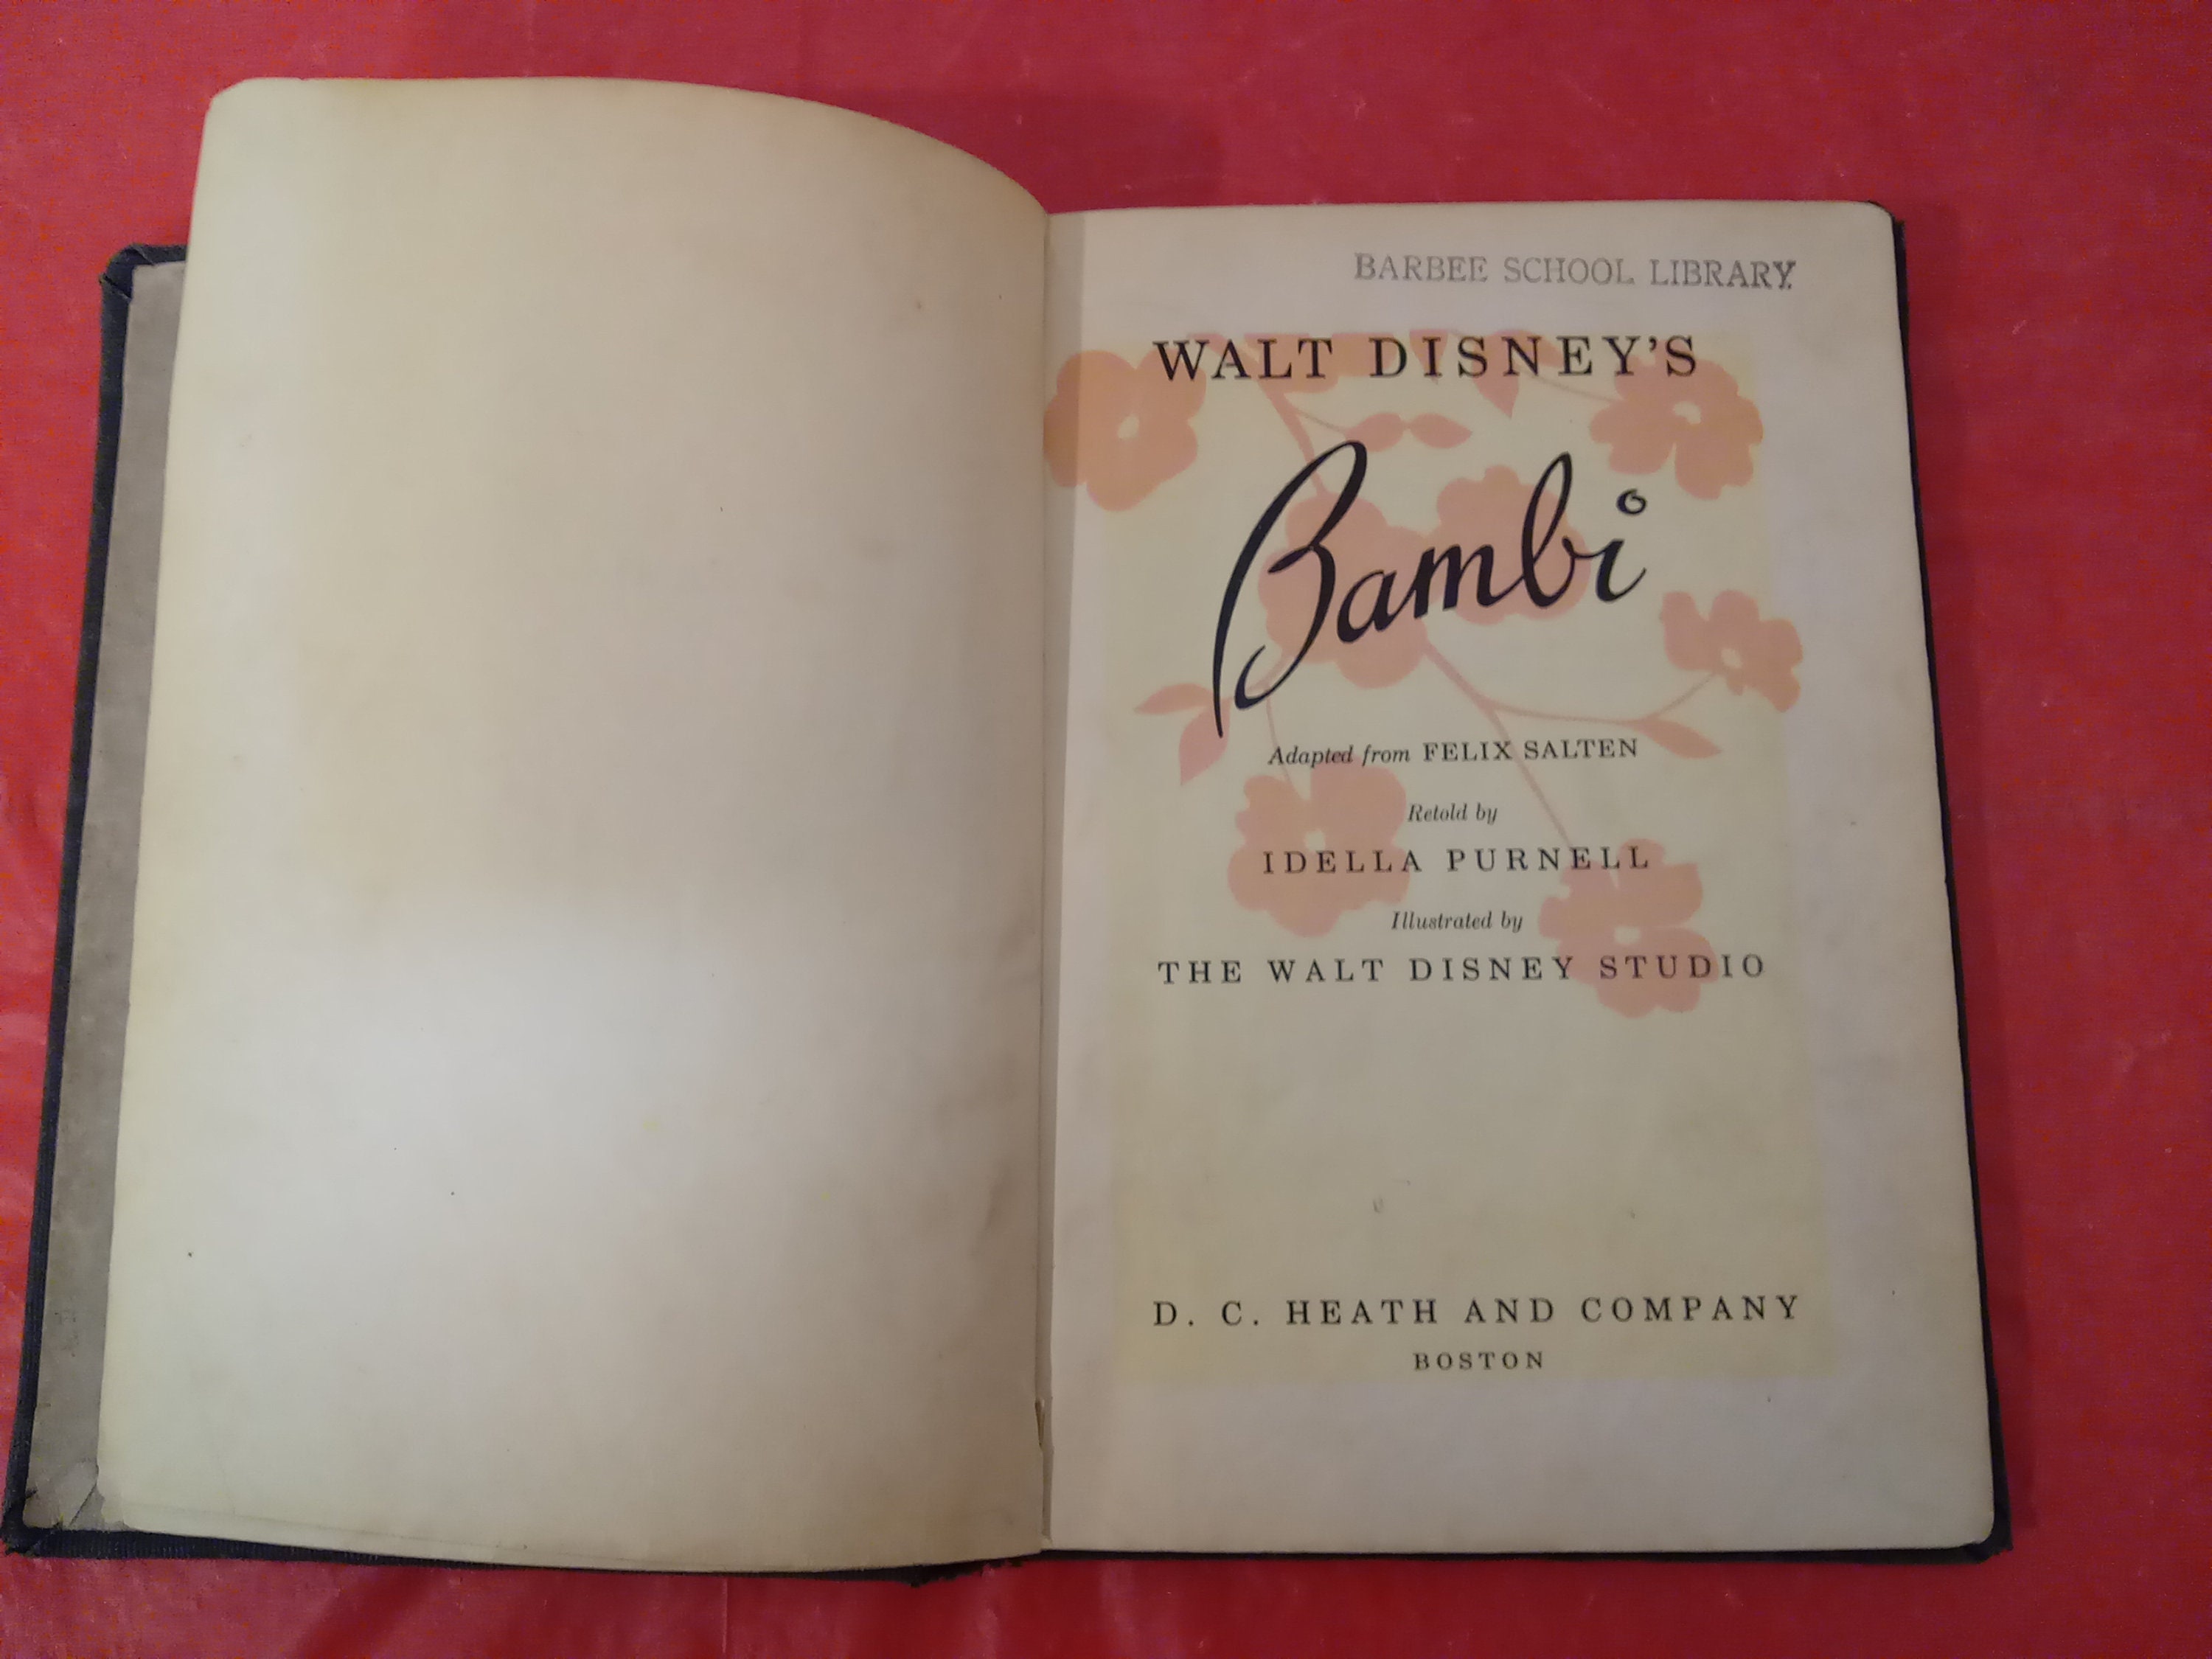 BARBEE SCHOOL LIBRARY
WALT DISNEY'S
Bambi
Adapted from FELIX SALTEN
Retold by
IDELLA PURNELL
Illustrated by
THE WALT DISNEY STUDIO
D. C. HEATH AND COMPANY
BOSTON